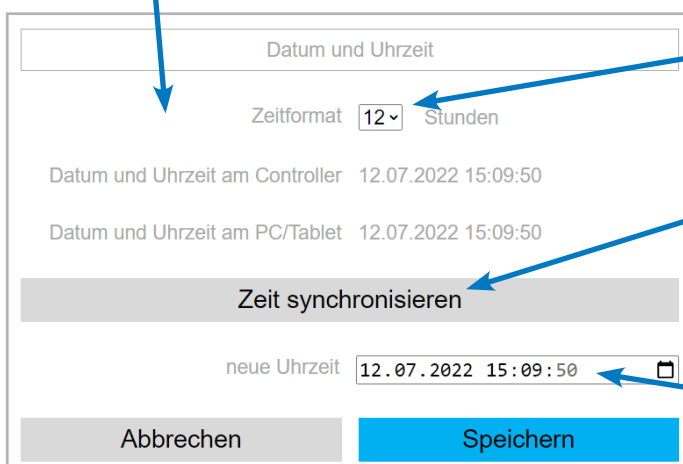 Datum und Uhrzeit
Zeitformat 12 Stunden
Datum und Uhrzeit am Controller 12.07.2022 15:09:50
Datum und Uhrzeit am PC/Tablet 12.07.2022 15:09:50
Zeit synchronisieren
neue Uhrzeit 12.07.2022 15:09:50
Abbrechen Speichern